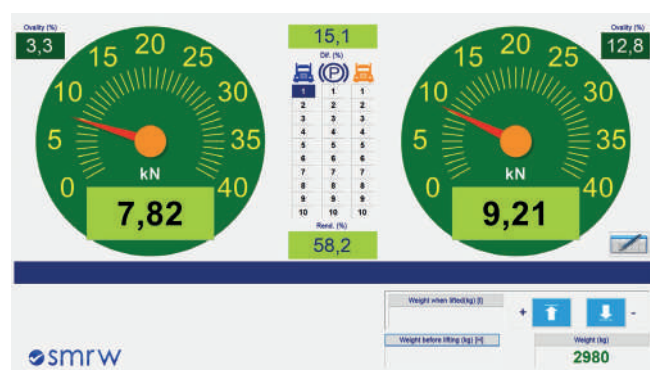 Ovality (%)
3,3
0
5
10
15
20
25
30
35
40
kN
7,82
15,1
Dif. (%)
P
1 1 1
2 2 2
3 3 3
4 4 4
5 5 5
6 6 6
7 7 7
8 8 8
9 9 9
10 10 10
Rend. (%)
58,2
Ovality (%)
12,8
0
5
10
15
20
25
30
35
40
kN
9,21
Weight when lifted(kg) [I]
+
-
Weight before lifting (kg) [H]
Weight (kg)
2980
smrw